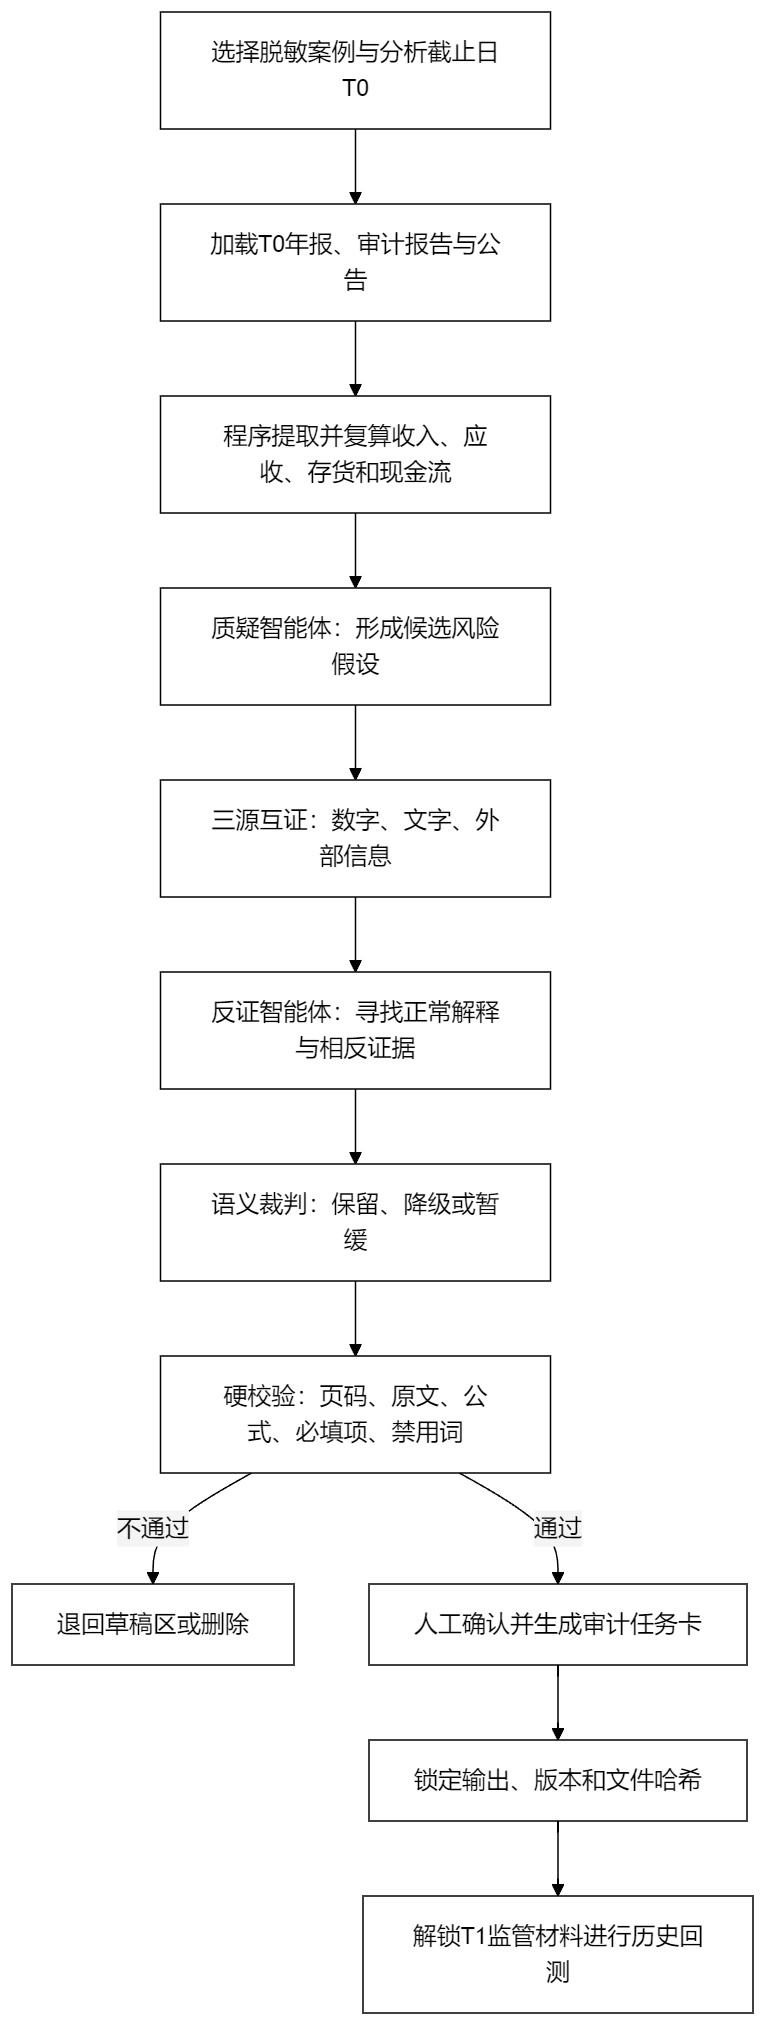 选择脱敏案例与分析截止日
T0
加载T0年报、审计报告与公
告
程序提取并复算收入、应
收、存货和现金流
质疑智能体：形成候选风险
假设
三源互证：数字、文字、外
部信息
反证智能体：寻找正常解释
与相反证据
语义裁判：保留、降级或暂
缓
硬校验：页码、原文、公
式、必填项、禁用词
不通过
通过
退回草稿区或删除
人工确认并生成审计任务卡
锁定输出、版本和文件哈希
解锁T1监管材料进行历史回
测